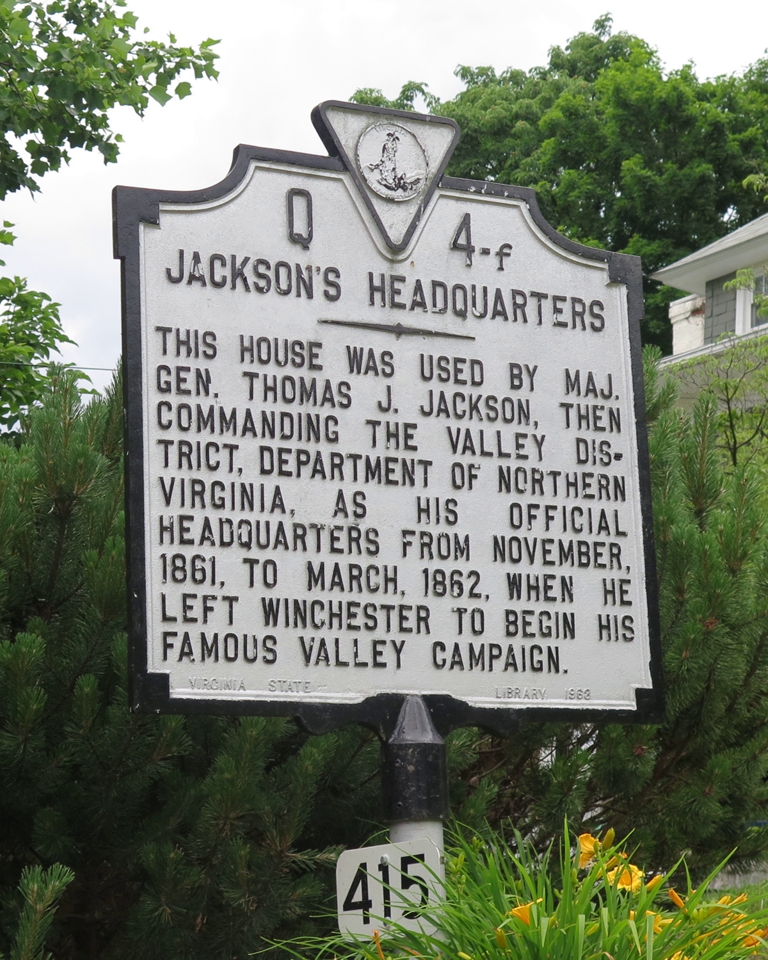 Q 4-f
JACKSON'S HEADQUARTERS
THIS HOUSE WAS USED BY MAJ.
GEN. THOMAS J. JACKSON, THEN
COMMANDING THE VALLEY DIS-
TRICT, DEPARTMENT OF NORTHERN
VIRGINIA, AS HIS OFFICIAL
HEADQUARTERS FROM NOVEMBER,
1861, TO MARCH, 1862, WHEN HE
LEFT WINCHESTER TO BEGIN HIS
FAMOUS VALLEY CAMPAIGN.
VIRGINIA STATE LIBRARY 1963
415